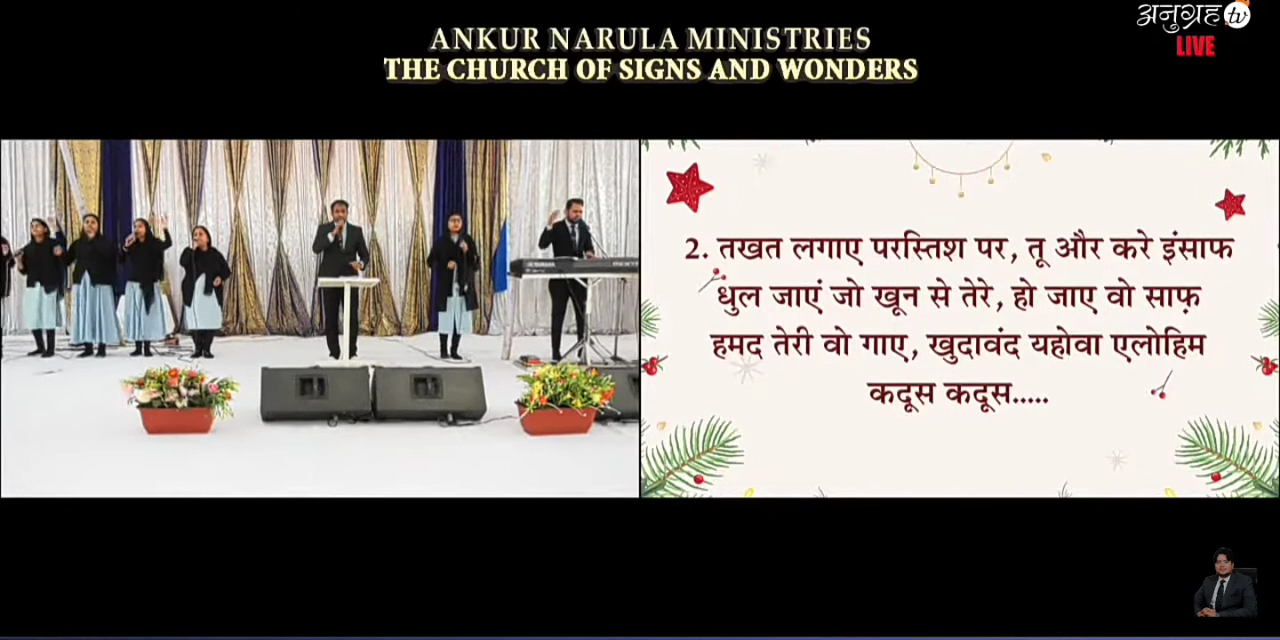 अनुग्रह tv
LIVE
ANKUR NARULA MINISTRIES
THE CHURCH OF SIGNS AND WONDERS
2. तखत लगाए परस्तिश पर, तू और करे इंसाफ
धुल जाएं जो खून से तेरे, हो जाए वो साफ़
हमद तेरी वो गाए, खुदावंद यहोवा एलोहिम
कदूस कदूस.....
YAMAHA